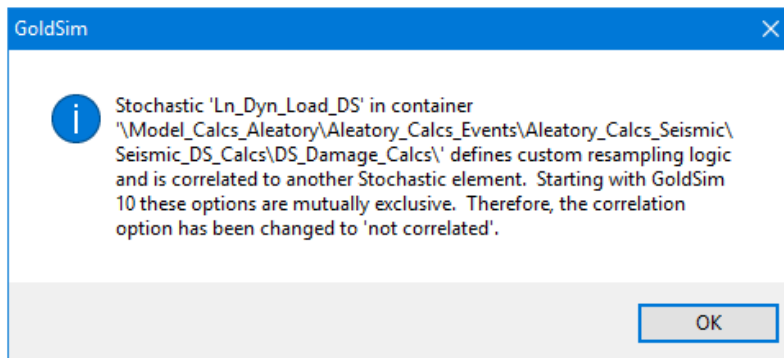 GoldSim
Stochastic 'Ln_Dyn_Load_DS' in container
'\Model_Calcs_Aleatory\Aleatory_Calcs_Events\Aleatory_Calcs_Seismic\
Seismic_DS_Calcs\DS_Damage_Calcs\' defines custom resampling logic
and is correlated to another Stochastic element.  Starting with GoldSim
10 these options are mutually exclusive.  Therefore, the correlation
option has been changed to 'not correlated'.
OK